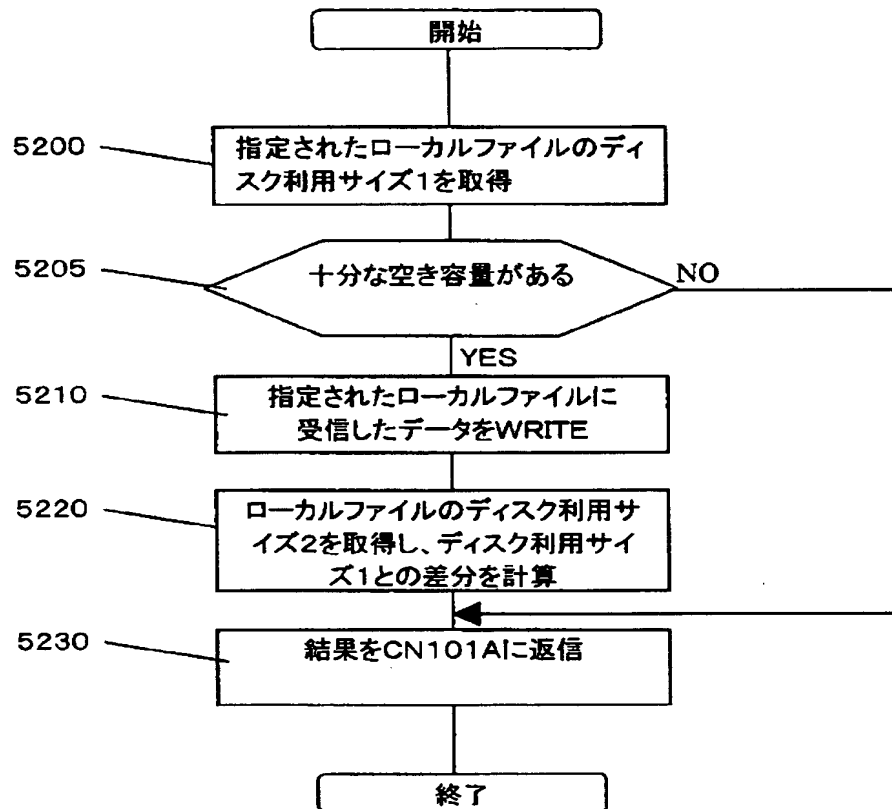 開始
5200
指定されたローカルファイルのディ
スク利用サイズ1を取得
5205
十分な空き容量がある
NO
YES
5210
指定されたローカルファイルに
受信したデータをWRITE
5220
ローカルファイルのディスク利用サ
イズ2を取得し、ディスク利用サイ
ズ1との差分を計算
5230
結果をCN101Aに返信
終了